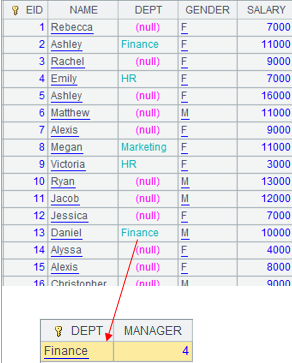 EID NAME DEPT GENDER SALARY
1 Rebecca (null) F 7000
2 Ashley Finance F 11000
3 Rachel (null) F 9000
4 Emily HR F 7000
5 Ashley (null) F 16000
6 Matthew (null) M 11000
7 Alexis (null) F 9000
8 Megan Marketing F 11000
9 Victoria HR F 3000
10 Ryan (null) M 13000
11 Jacob (null) M 12000
12 Jessica (null) F 7000
13 Daniel Finance M 10000
14 Alyssa (null) F 4000
15 Alexis (null) F 8000
16 Christopher (null) M 9000
DEPT MANAGER
Finance 4